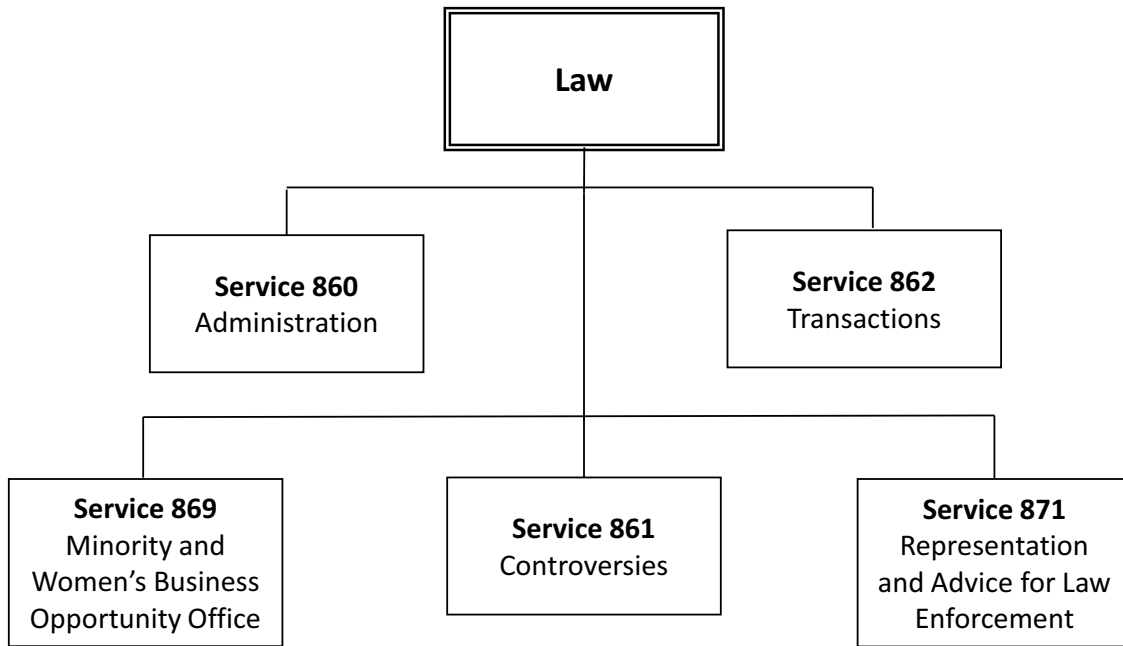 Law
Service 860
Administration
Service 862
Transactions
Service 869
Minority and
Women’s Business
Opportunity Office
Service 861
Controversies
Service 871
Representation
and Advice for Law
Enforcement